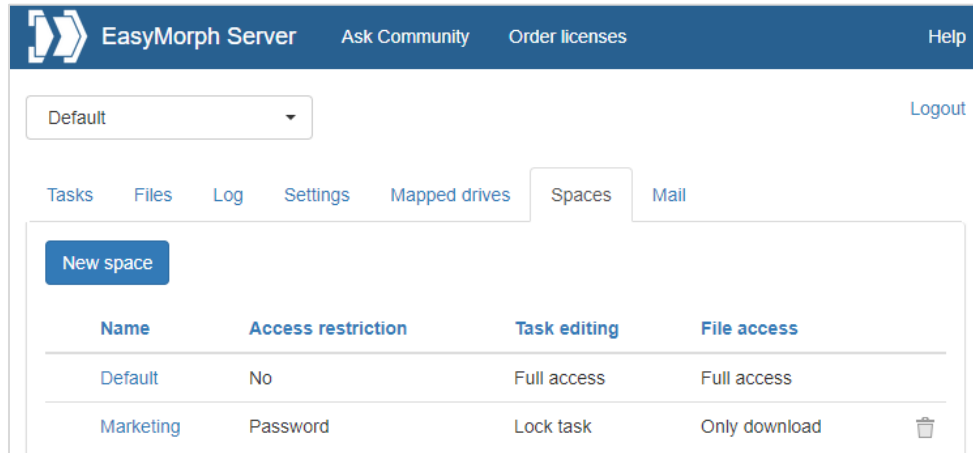 EasyMorph Server Ask Community Order licenses Help
Default
Logout
Tasks Files Log Settings Mapped drives Spaces Mail
New space
Name Access restriction Task editing File access
Default No Full access Full access
Marketing Password Lock task Only download